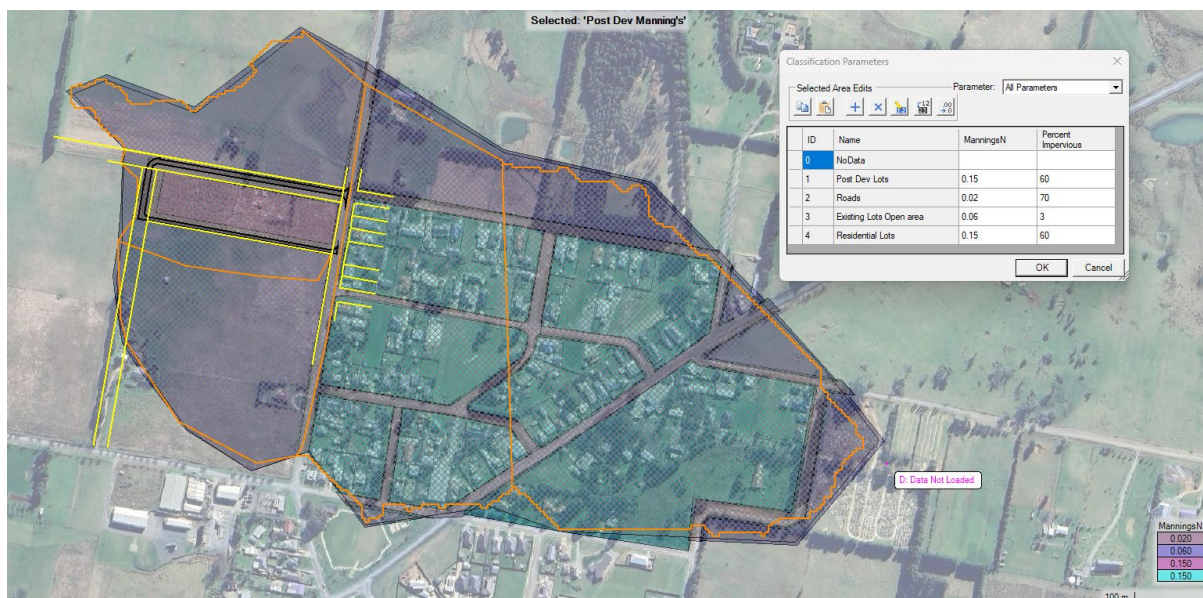 Selected: 'Post Dev Manning's'
Classification Parameters
Selected Area Edits
Parameter: All Parameters
ID Name ManningsN Percent Impervious
0 NoData
1 Post Dev Lots 0.15 60
2 Roads 0.02 70
3 Existing Lots Open area 0.06 3
4 Residential Lots 0.15 60
OK Cancel
D: Data Not Loaded
ManningsN
0.020
0.060
0.150
0.150
100 m